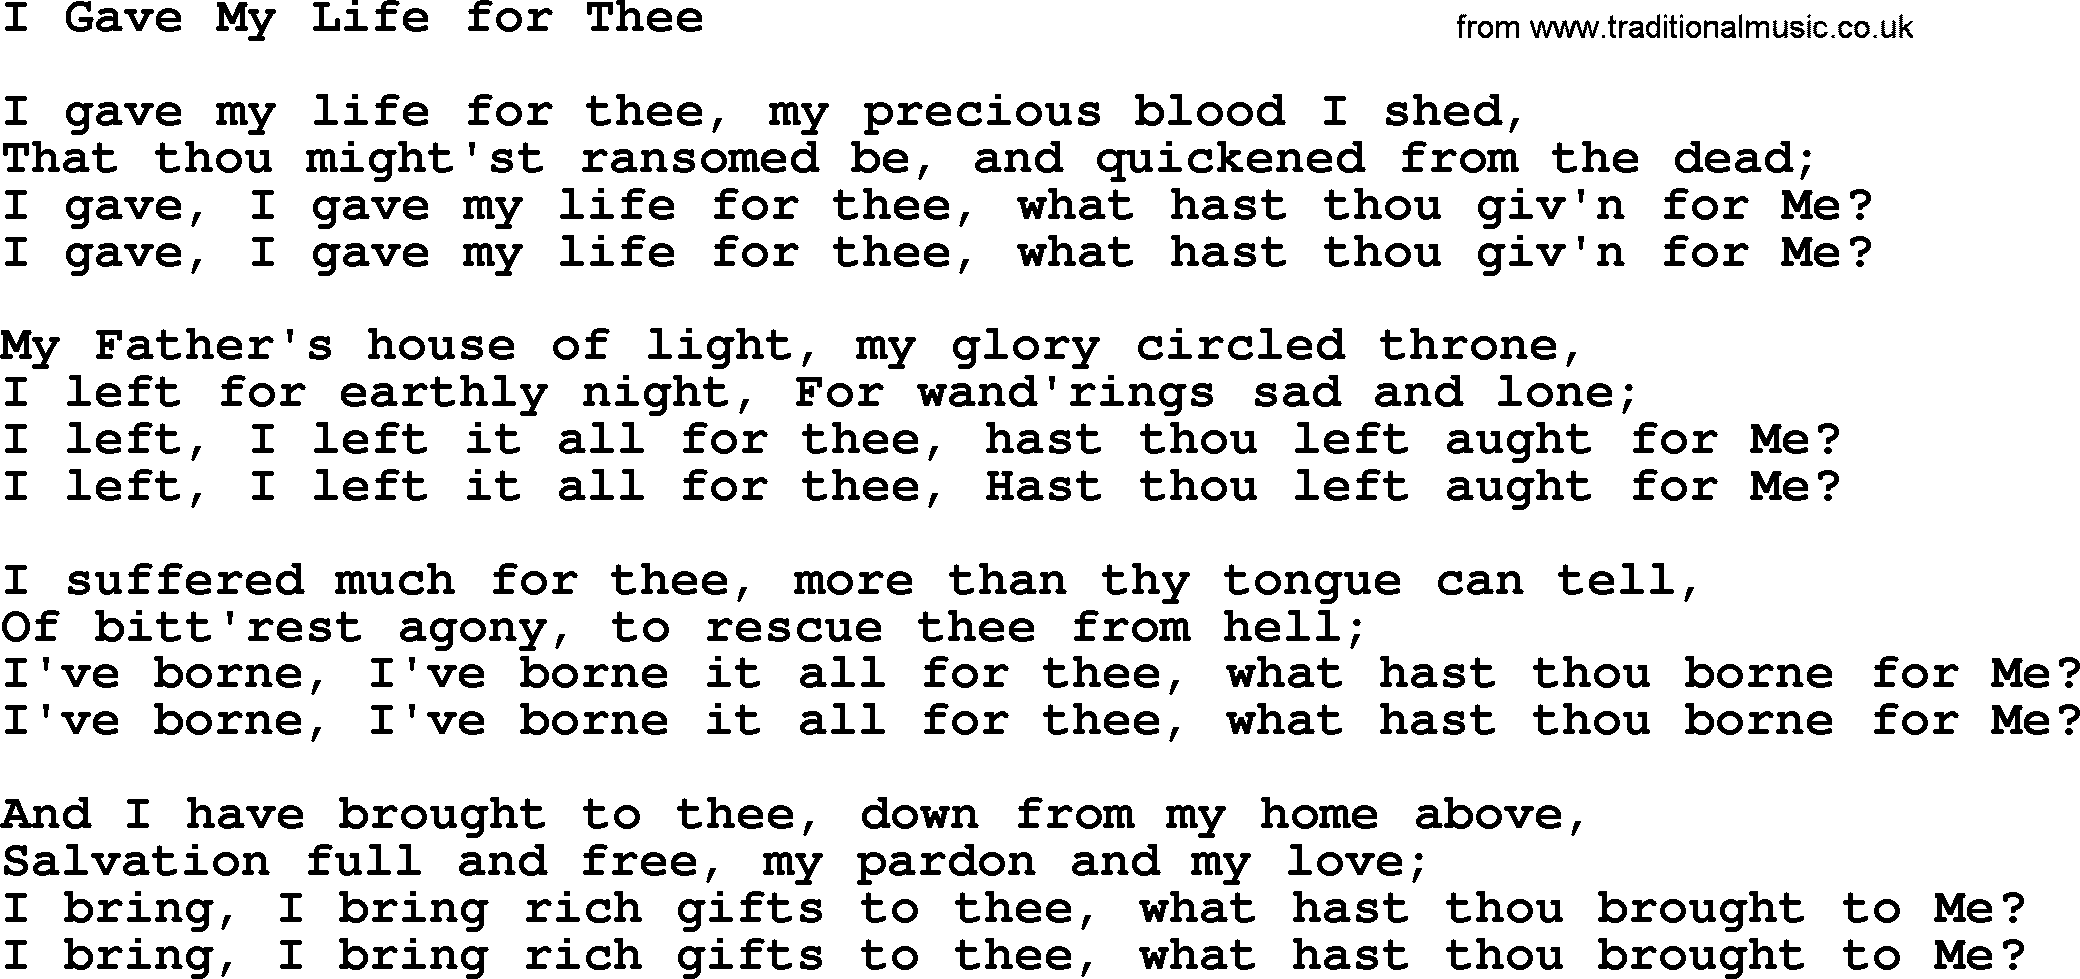 I Gave My Life for Thee
from www.traditionalmusic.co.uk
I gave my life for thee, my precious blood I shed,
That thou might'st ransomed be, and quickened from the dead;
I gave, I gave my life for thee, what hast thou giv'n for Me?
I gave, I gave my life for thee, what hast thou giv'n for Me?
My Father's house of light, my glory circled throne,
I left for earthly night, For wand'rings sad and lone;
I left, I left it all for thee, hast thou left aught for Me?
I left, I left it all for thee, Hast thou left aught for Me?
I suffered much for thee, more than thy tongue can tell,
Of bitt'rest agony, to rescue thee from hell;
I've borne, I've borne it all for thee, what hast thou borne for Me?
I've borne, I've borne it all for thee, what hast thou borne for Me?
And I have brought to thee, down from my home above,
Salvation full and free, my pardon and my love;
I bring, I bring rich gifts to thee, what hast thou brought to Me?
I bring, I bring rich gifts to thee, what hast thou brought to Me?